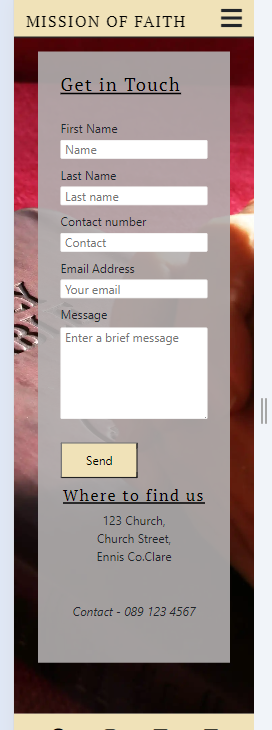 MISSION OF FAITH
Get in Touch
First Name
Name
Last Name
Last name
Contact number
Contact
Email Address
Your email
Message
Enter a brief message
Send
Where to find us
123 Church,
Church Street,
Ennis Co.Clare
Contact - 089 123 4567